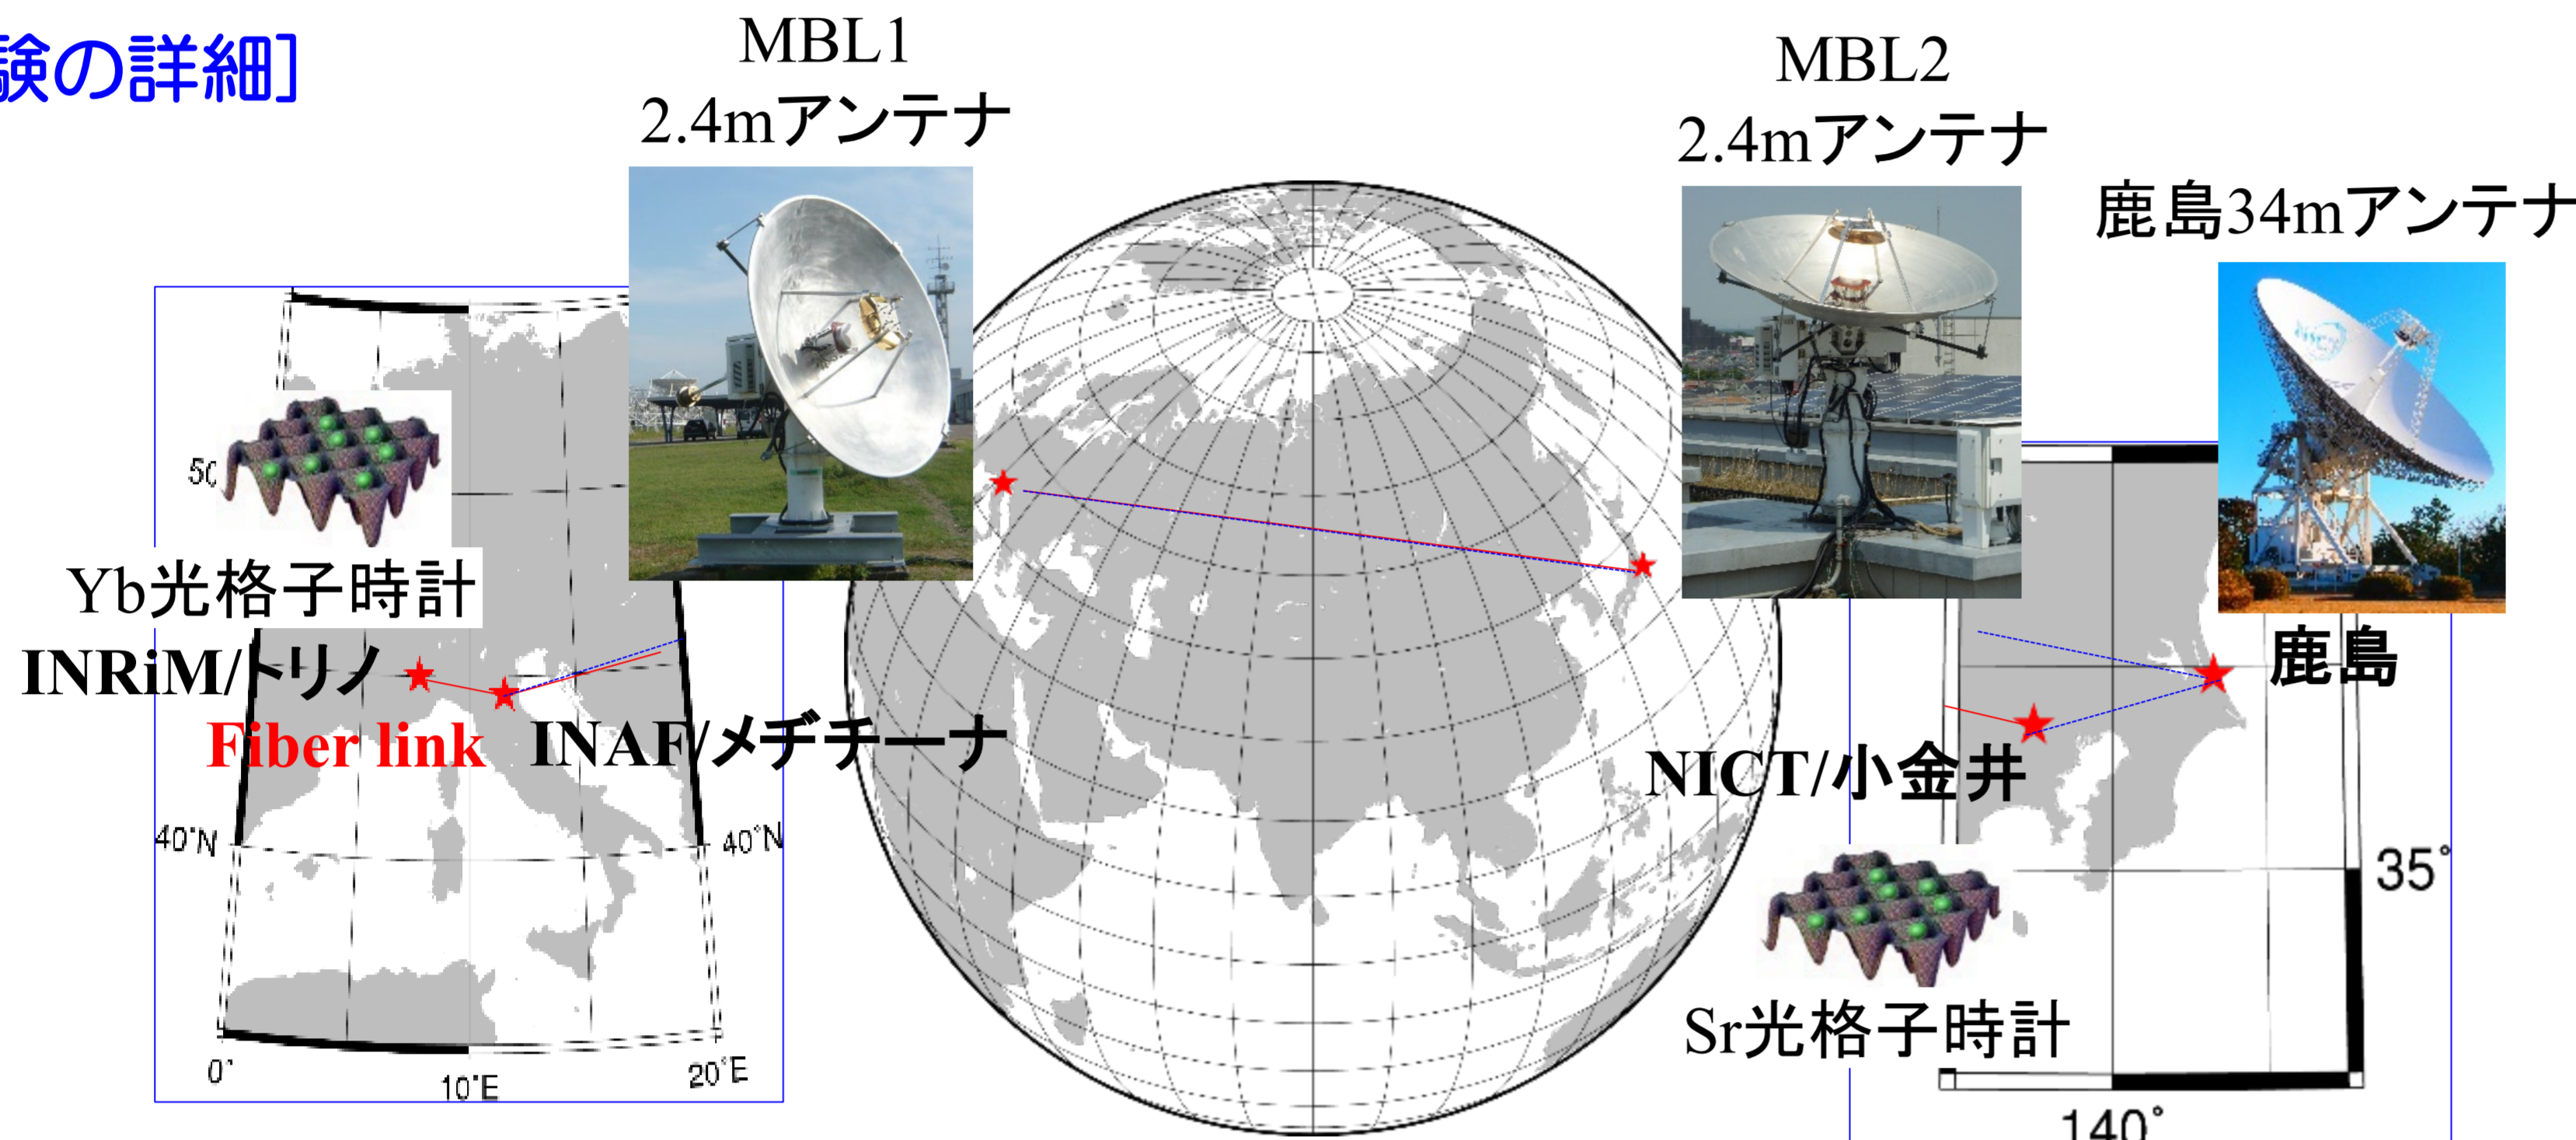 験の詳細]
MBL1
2.4mアンテナ
MBL2
2.4mアンテナ
鹿島34mアンテナ
Yb光格子時計
INRiM/トリノ
Fiber link
INAF/メヂチーナ
鹿島
NICT/小金井
Sr光格子時計
40°N
40°N
0°
10°E
20°E
35°
140°